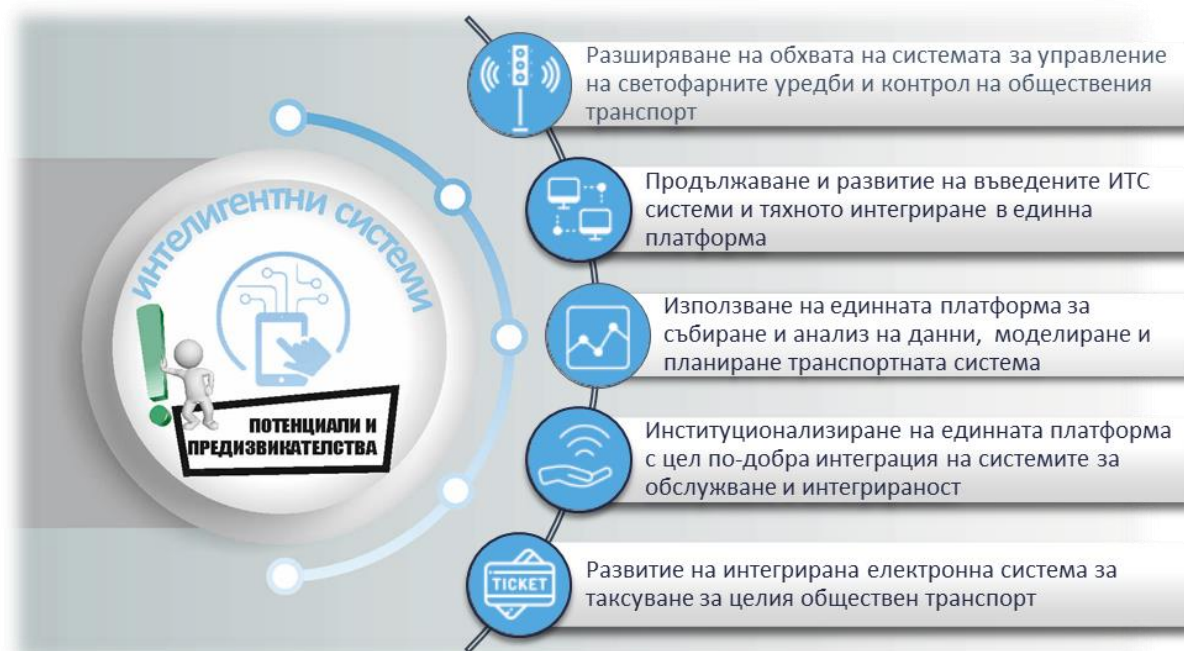 ИНТЕЛИГЕНТНИ СИСТЕМИ
ПОТЕНЦИАЛИ И
ПРЕДИЗВИКАТЕЛСТВА
Разширяване на обхвата на системата за управление
на светофарните уредби и контрол на обществения
транспорт
Продължаване и развитие на въведените ИТС
системи и тяхното интегриране в единна
платформа
Използване на единната платформа за
събиране и анализ на данни, моделиране и
планиране транспортната система
Институционализиране на единната платформа
с цел по-добра интеграция на системите за
обслужване и интегрираност
TICKET
Развитие на интегрирана електронна система за
таксуване за целия обществен транспорт